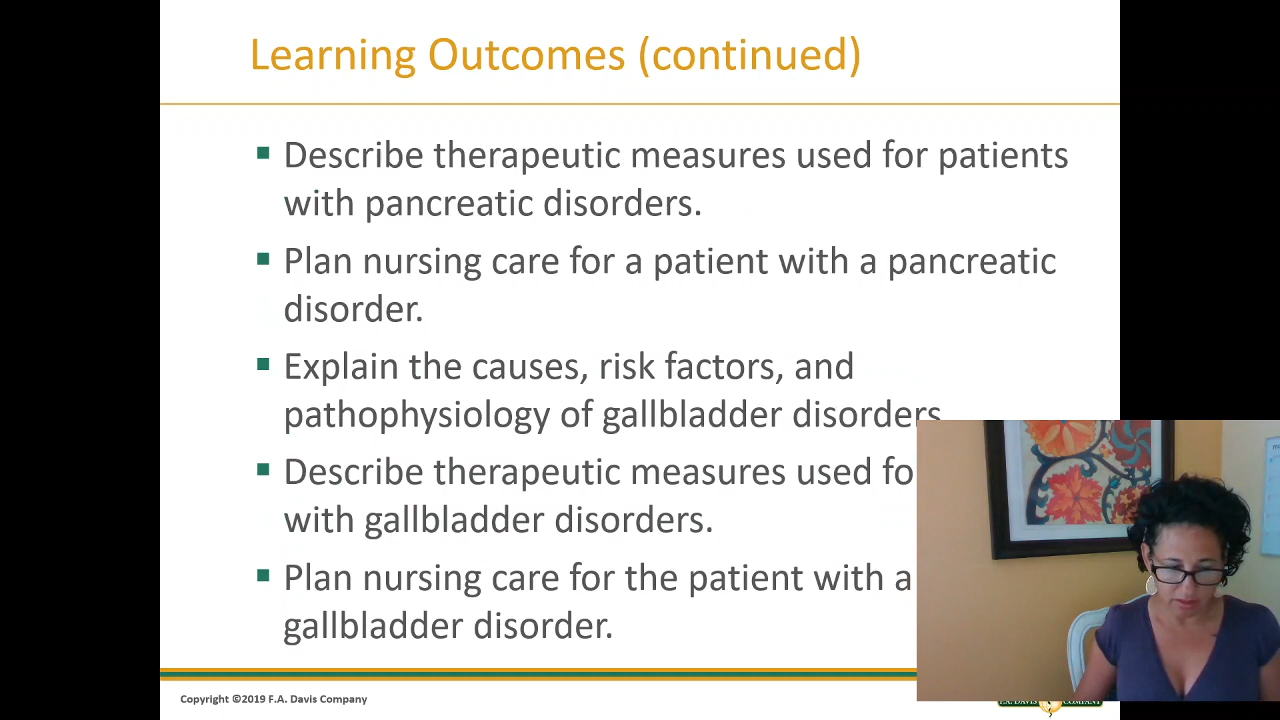 Learning Outcomes (continued)
Describe therapeutic measures used for patients
with pancreatic disorders.
Plan nursing care for a patient with a pancreatic
disorder.
Explain the causes, risk factors, and
pathophysiology of gallbladder disorders
Describe therapeutic measures used fo
with gallbladder disorders.
Plan nursing care for the patient with a
gallbladder disorder.
Copyright ©2019 F.A. Davis Company